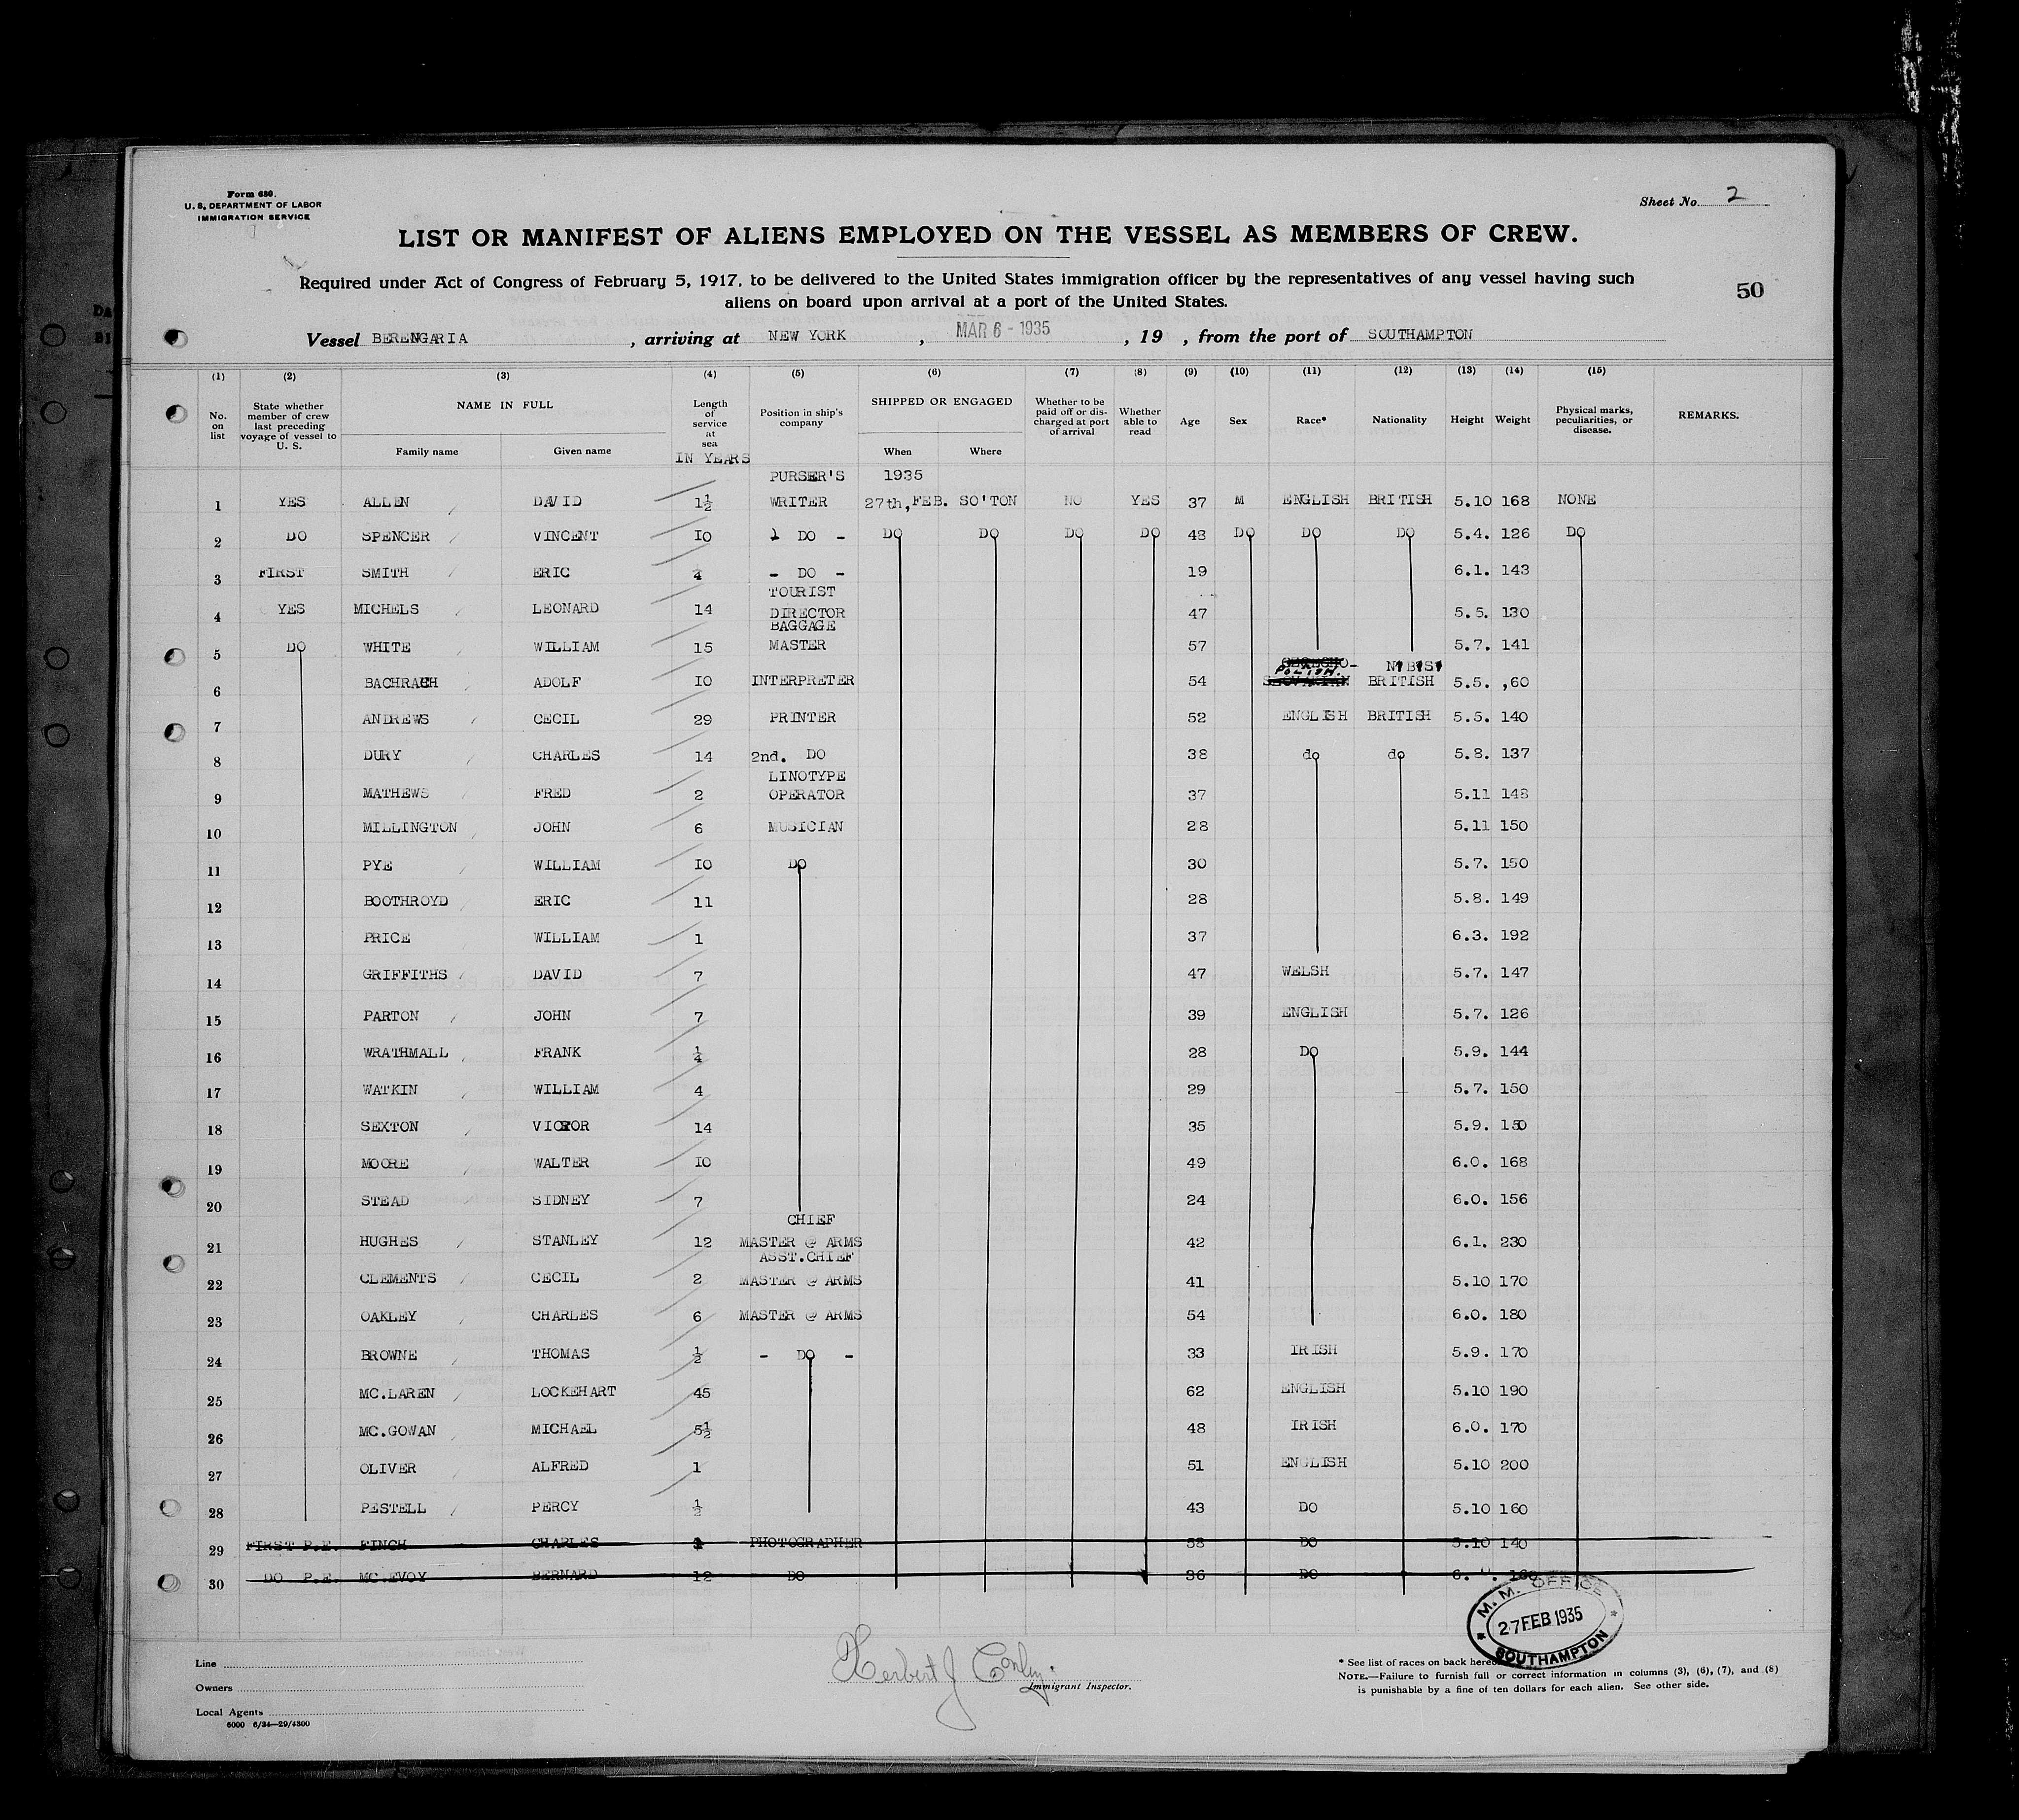 Form 680.
U. S. DEPARTMENT OF LABOR
IMMIGRATION SERVICE
Sheet No. 2
LIST OR MANIFEST OF ALIENS EMPLOYED ON THE VESSEL AS MEMBERS OF CREW.
Required under Act of Congress of February 5, 1917, to be delivered to the United States immigration officer by the representatives of any vessel having such
aliens on board upon arrival at a port of the United States.
50
Vessel BERENGARIA, arriving at NEW YORK, MAR 6 - 1935, 19 , from the port of SOUTHAMPTON
(1) (2) (3) (4) (5) (6) (7) (8) (9) (10) (11) (12) (13) (14) (15)
No. on list State whether member of crew last preceding voyage of vessel to U. S. NAME IN FULL Family name Given name Length of service at sea IN YEARS Position in ship's company SHIPPED OR ENGAGED When Where Whether to be paid off or discharged at port of arrival Whether able to read Age Sex Race* Nationality Height Weight Physical marks, peculiarities, or disease. REMARKS.
PURSER'S 1935
1 YES ALLEN DAVID 1½ WRITER 27th, FEB. SO'TON NO YES 37 M ENGLISH BRITISH 5.10 168 NONE
2 DO SPENCER VINCENT 10 DO - DO DO DO DO 48 DO DO DO 5.4. 126 DO
3 FIRST SMITH ERIC ¼ - DO - 19 6.1. 143
TOURIST
4 YES MICHELS LEONARD 14 DIRECTOR 47 5.5. 130
BAGGAGE
5 DO WHITE WILLIAM 15 MASTER 57 5.7. 141
POLISH.
6 BACHRACH ADOLF 10 INTERPRETER 54 BRITISH 5.5. ,60
7 ANDREWS CECIL 29 PRINTER 52 ENGLISH BRITISH 5.5. 140
8 DURY CHARLES 14 2nd. DO 38 do do 5.8. 137
LINOTYPE
9 MATHEWS FRED 2 OPERATOR 37 5.11 148
10 MILLINGTON JOHN 6 MUSICIAN 28 5.11 150
11 PYE WILLIAM 10 DO 30 5.7. 150
12 BOOTHROYD ERIC 11 28 5.8. 149
13 PRICE WILLIAM 1 37 6.3. 192
14 GRIFFITHS DAVID 7 47 WELSH 5.7. 147
15 PARTON JOHN 7 39 ENGLISH 5.7. 126
16 WRATHMALL FRANK ¼ 28 DO 5.9. 144
17 WATKIN WILLIAM 4 29 5.7. 150
18 SEXTON VICTOR 14 35 5.9. 150
19 MOORE WALTER 10 49 6.0. 168
20 STEAD SIDNEY 7 24 6.0. 156
CHIEF
21 HUGHES STANLEY 12 MASTER @ ARMS 42 6.1. 230
ASST.CHIEF
22 CLEMENTS CECIL 2 MASTER @ ARMS 41 5.10 170
23 OAKLEY CHARLES 6 MASTER @ ARMS 54 6.0. 180
24 BROWNE THOMAS ½ - DO - 33 IRISH 5.9. 170
25 MC.LAREN LOCKEHART 45 62 ENGLISH 5.10 190
26 MC.GOWAN MICHAEL 5½ 48 IRISH 6.0. 170
27 OLIVER ALFRED 1 51 ENGLISH 5.10 200
28 PESTELL PERCY ½ 43 DO 5.10 160
29 FIRST P.E. FINCH CHARLES PHOTOGRAPHER DO 5.10 140
30 DO P.E. MC.EVOY BERNARD 12 DO 36 DO
M. M. OFFICE
27 FEB 1935
SOUTHAMPTON
Line
Owners
Local Agents
6000 6/34—29/4300
Herbert J Conley.
Immigrant Inspector.
* See list of races on back hereof
NOTE.—Failure to furnish full or correct information in columns (3), (6), (7), and (8)
is punishable by a fine of ten dollars for each alien. See other side.